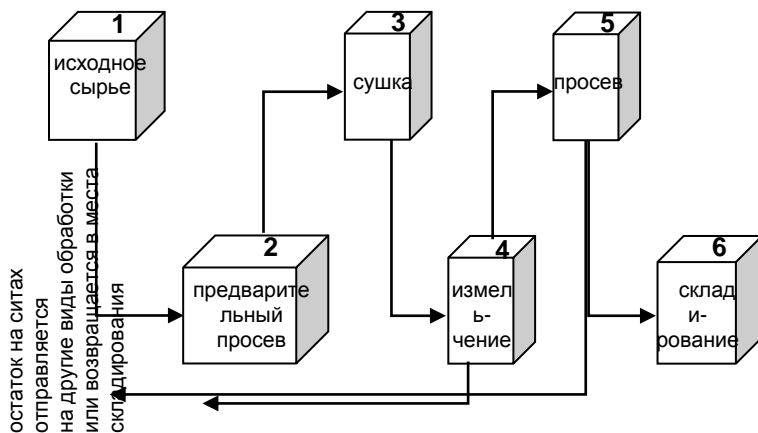 1
исходное
сырье
2
предварите
льный
просев
3
сушка
4
измел
ь-
чение
5
просев
6
склад
и-
рование
остаток на ситах
отправляется
на другие виды обработки
или возвращается в места
складирования